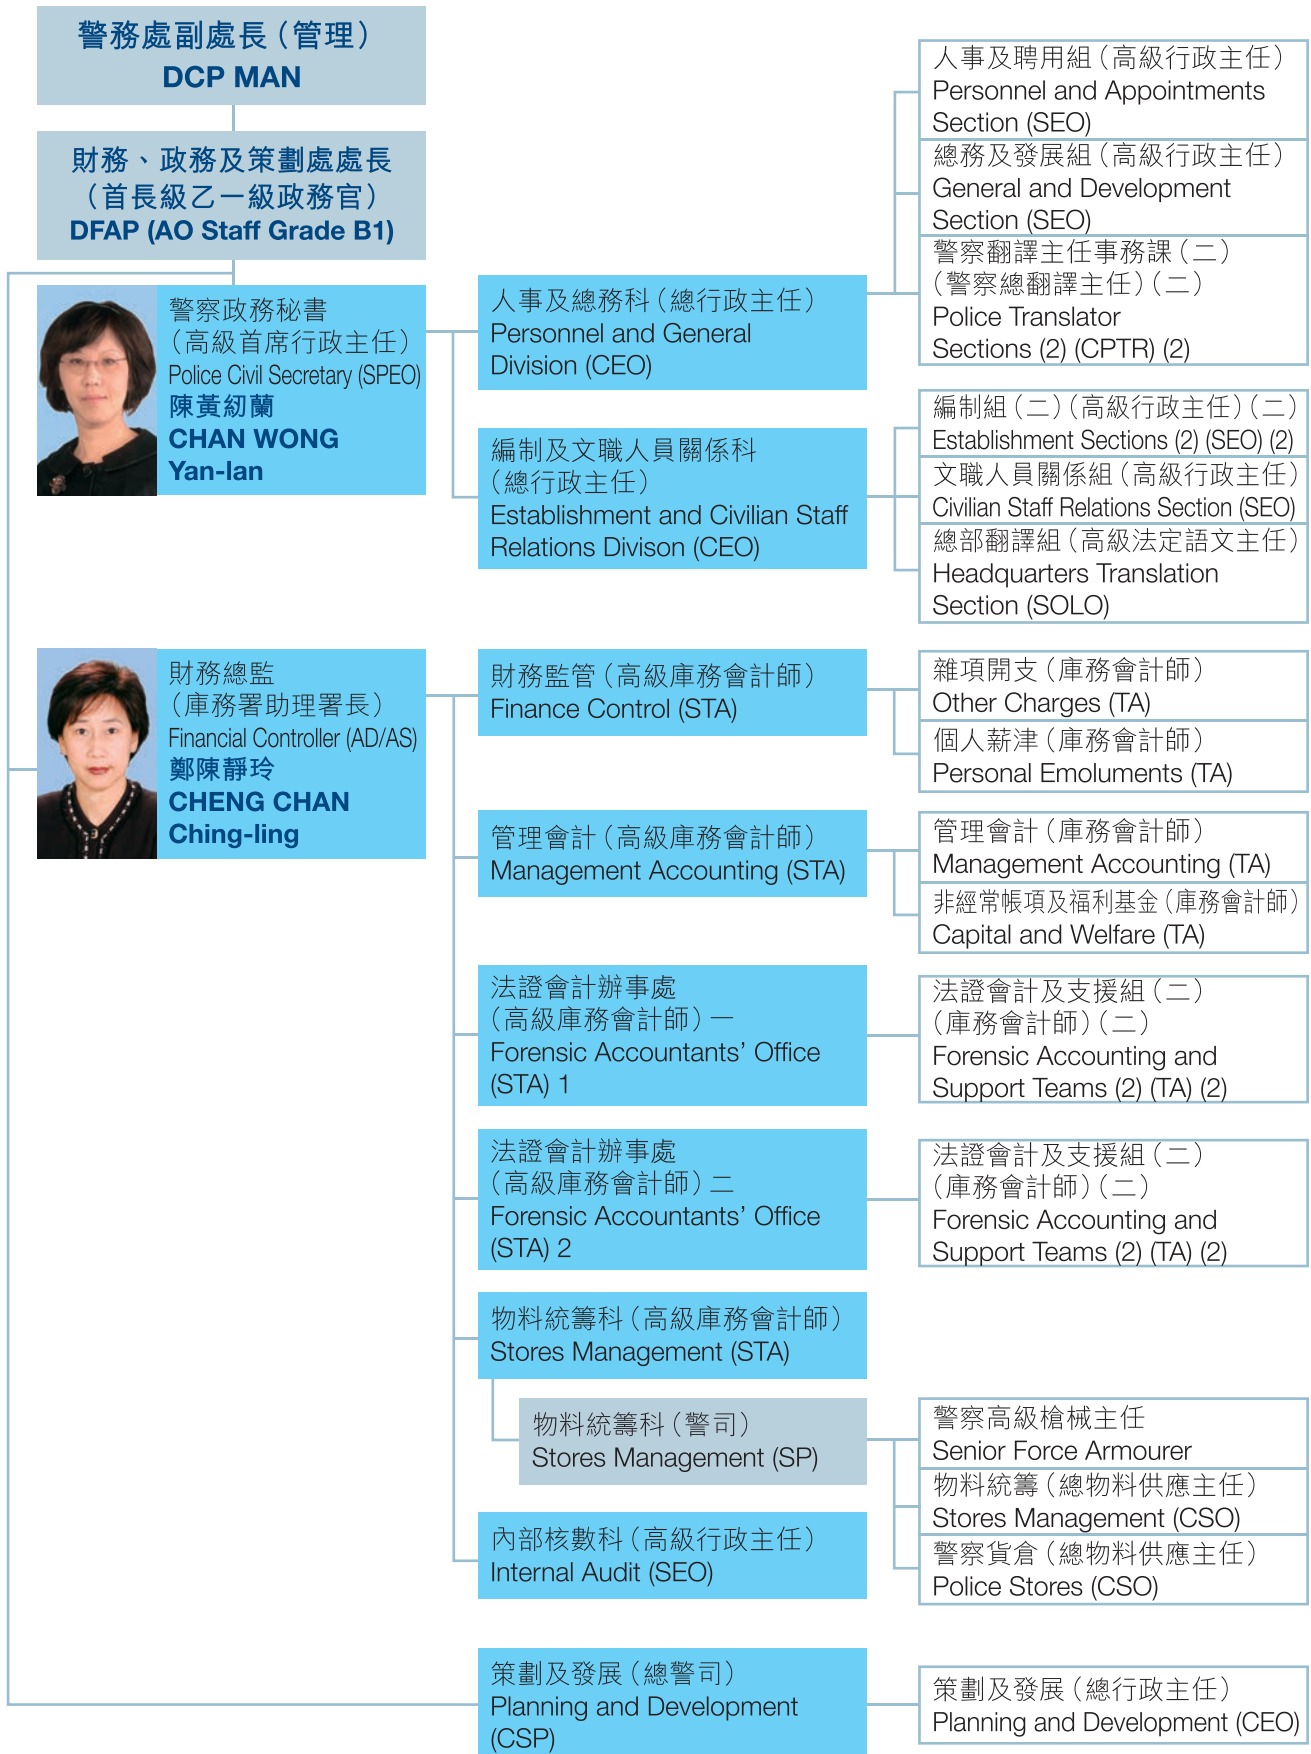 警務處副處長（管理）
DCP MAN
財務、政務及策劃處處長
（首長級乙一級政務官）
DFAP (AO Staff Grade B1)
警察政務秘書
（高級首席行政主任）
Police Civil Secretary (SPEO)
陳黃紉蘭
CHAN WONG
Yan-lan
人事及總務科（總行政主任）
Personnel and General
Division (CEO)
人事及聘用組（高級行政主任）
Personnel and Appointments
Section (SEO)
總務及發展組（高級行政主任）
General and Development
Section (SEO)
警察翻譯主任事務課（二）
（警察總翻譯主任）（二）
Police Translator
Sections (2) (CPTR) (2)
編制及文職人員關係科
（總行政主任）
Establishment and Civilian Staff
Relations Divison (CEO)
編制組（二）（高級行政主任）（二）
Establishment Sections (2) (SEO) (2)
文職人員關係組（高級行政主任）
Civilian Staff Relations Section (SEO)
總部翻譯組（高級法定語文主任）
Headquarters Translation
Section (SOLO)
財務總監
（庫務署助理署長）
Financial Controller (AD/AS)
鄭陳靜玲
CHENG CHAN
Ching-ling
財務監管（高級庫務會計師）
Finance Control (STA)
雜項開支（庫務會計師）
Other Charges (TA)
個人薪津（庫務會計師）
Personal Emoluments (TA)
管理會計（高級庫務會計師）
Management Accounting (STA)
管理會計（庫務會計師）
Management Accounting (TA)
非經常帳項及福利基金（庫務會計師）
Capital and Welfare (TA)
法證會計辦事處
（高級庫務會計師）一
Forensic Accountants’ Office
(STA) 1
法證會計及支援組（二）
（庫務會計師）（二）
Forensic Accounting and
Support Teams (2) (TA) (2)
法證會計辦事處
（高級庫務會計師）二
Forensic Accountants’ Office
(STA) 2
法證會計及支援組（二）
（庫務會計師）（二）
Forensic Accounting and
Support Teams (2) (TA) (2)
物料統籌科（高級庫務會計師）
Stores Management (STA)
物料統籌科（警司）
Stores Management (SP)
警察高級槍械主任
Senior Force Armourer
物料統籌（總物料供應主任）
Stores Management (CSO)
警察貨倉（總物料供應主任）
Police Stores (CSO)
內部核數科（高級行政主任）
Internal Audit (SEO)
策劃及發展（總警司）
Planning and Development
(CSP)
策劃及發展（總行政主任）
Planning and Development (CEO)